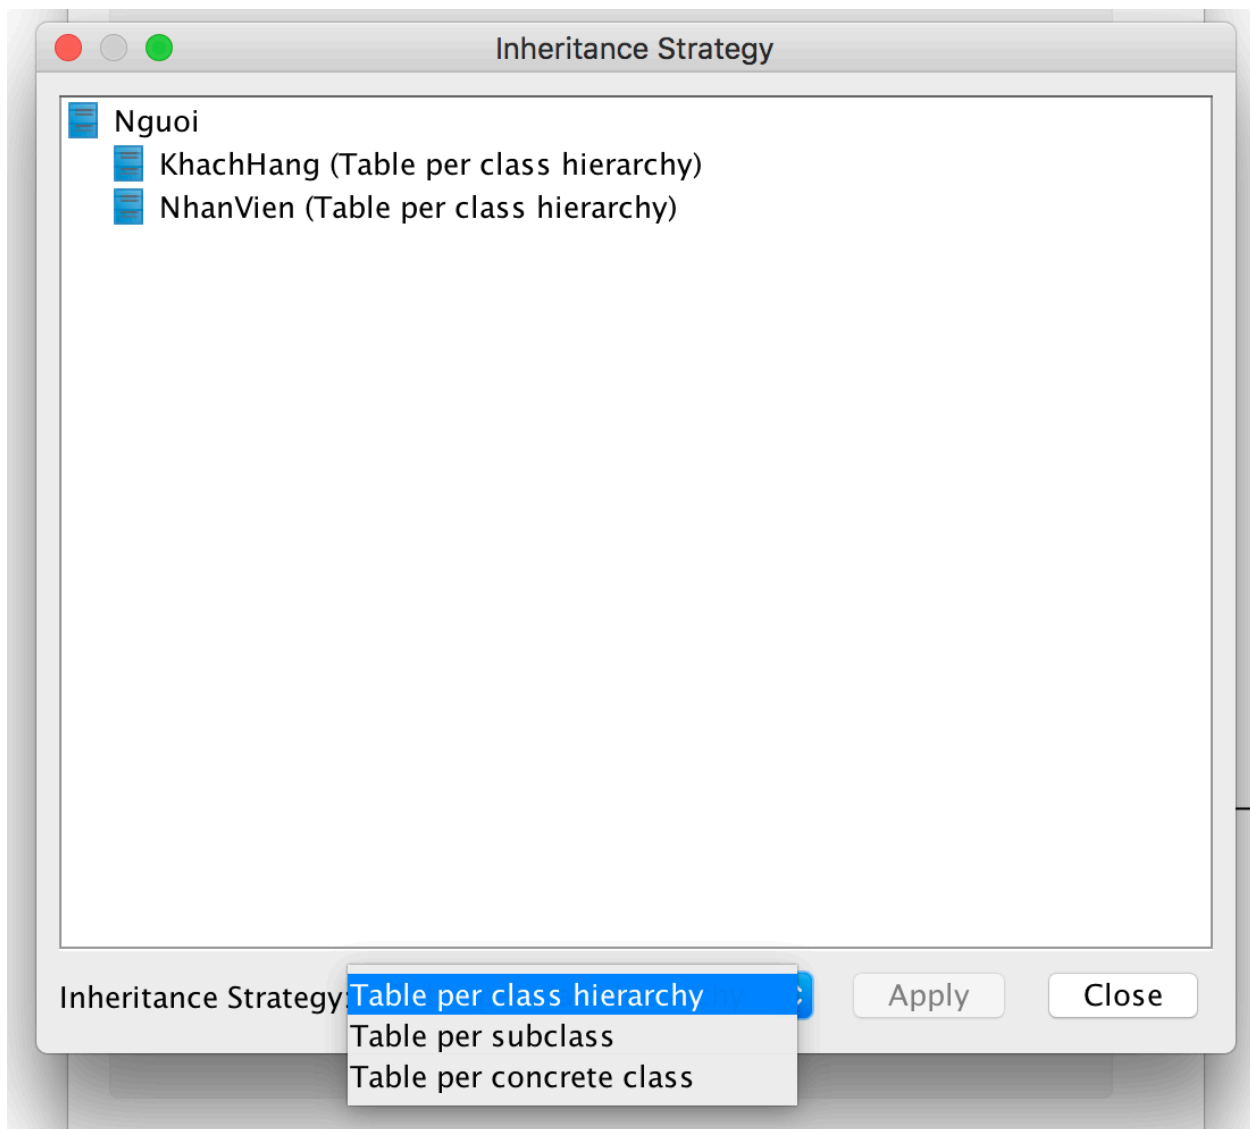 Inheritance Strategy
Nguoi
KhachHang (Table per class hierarchy)
NhanVien (Table per class hierarchy)
Inheritance Strategy:
Table per class hierarchy
Table per subclass
Table per concrete class
Apply
Close